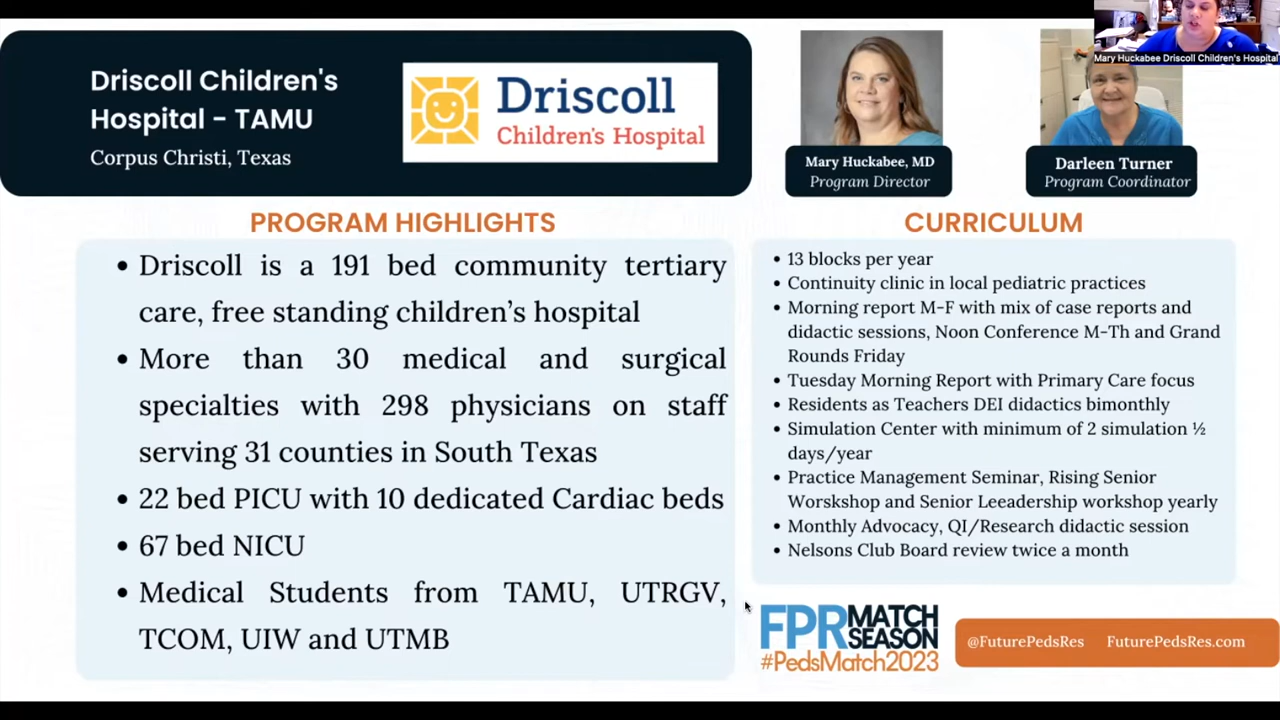 Driscoll Children's
Hospital - TAMU
Corpus Christi, Texas
Driscoll
Children's Hospital
Mary Huckabee, MD
Program Director
Darleen Turner
Program Coordinator
Mary Huckabee Driscoll Children's Hospital
PROGRAM HIGHLIGHTS
• Driscoll is a 191 bed community tertiary
care, free standing children’s hospital
• More than 30 medical and surgical
specialties with 298 physicians on staff
serving 31 counties in South Texas
• 22 bed PICU with 10 dedicated Cardiac beds
• 67 bed NICU
• Medical Students from TAMU, UTRGV,
TCOM, UIW and UTMB
CURRICULUM
• 13 blocks per year
• Continuity clinic in local pediatric practices
• Morning report M-F with mix of case reports and
didactic sessions, Noon Conference M-Th and Grand
Rounds Friday
• Tuesday Morning Report with Primary Care focus
• Residents as Teachers DEI didactics bimonthly
• Simulation Center with minimum of 2 simulation ½
days/year
• Practice Management Seminar, Rising Senior
Worskshop and Senior Leeadership workshop yearly
• Monthly Advocacy, QI/Research didactic session
• Nelsons Club Board review twice a month
FPR MATCH
SEASON
#PedsMatch2023
@FuturePedsRes FuturePedsRes.com